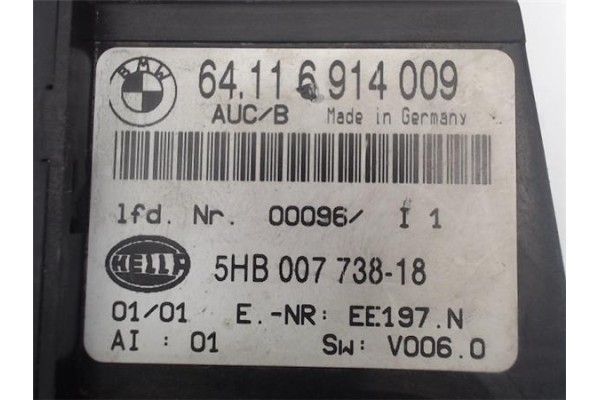 BMW
64.11 6 914 009
AUC/B Made in Germany
lfd. Nr. 00096/ I 1
HELLA
5HB 007 738-18
01/01 E.-NR: EE197.N
AI : 01 SW: V006.0